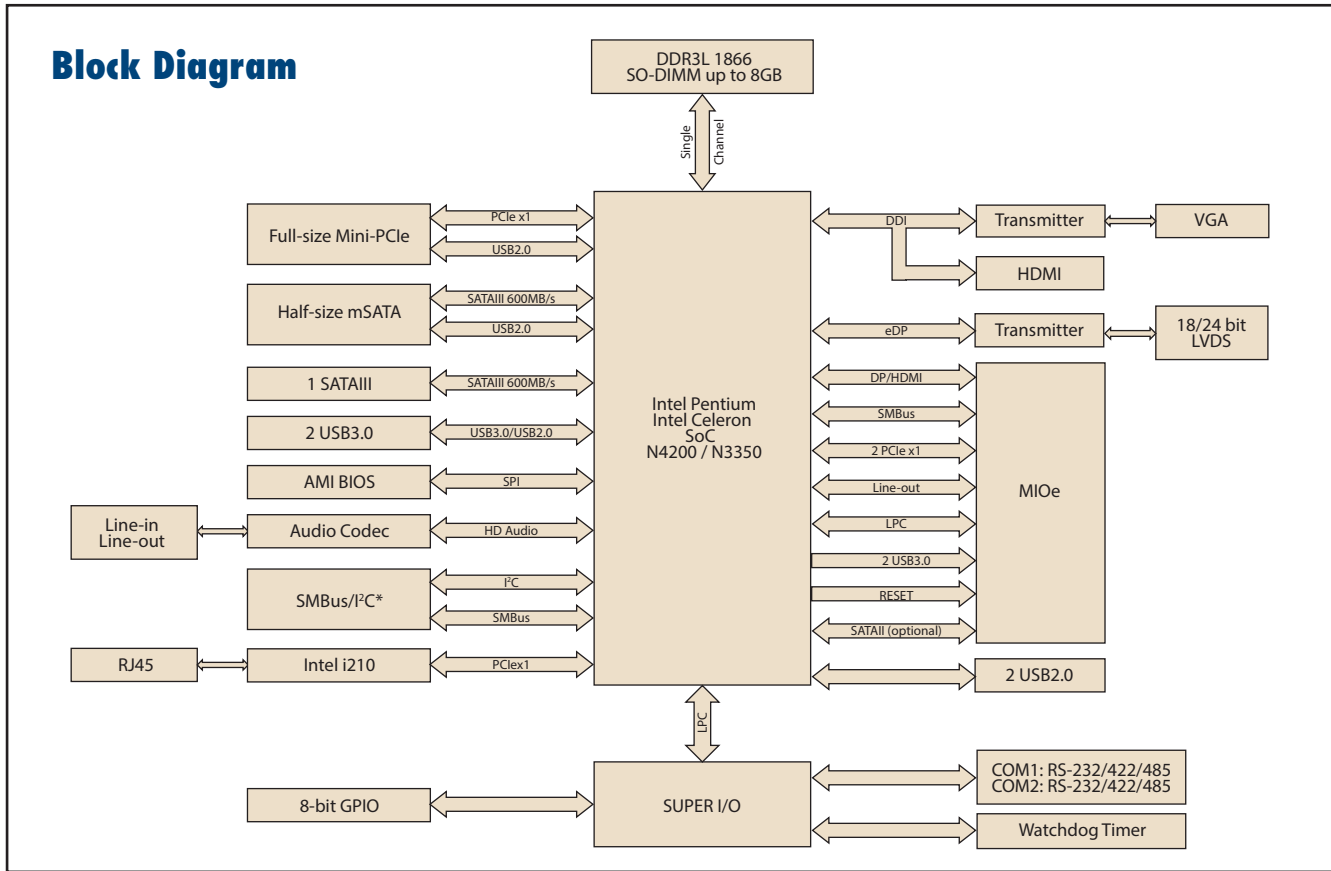 Block Diagram
DDR3L 1866
SO-DIMM up to 8GB
Single
Channel
Full-size Mini-PCIe
PCIe x1
USB2.0
Half-size mSATA
SATAIII 600MB/s
USB2.0
1 SATAIII
SATAIII 600MB/s
2 USB3.0
USB3.0/USB2.0
AMI BIOS
SPI
Line-in
Line-out
Audio Codec
HD Audio
SMBus/I²C*
I²C
SMBus
RJ45
Intel i210
PCIex1
Intel Pentium
Intel Celeron
SoC
N4200 / N3350
DDI
Transmitter
VGA
HDMI
eDP
Transmitter
18/24 bit
LVDS
DP/HDMI
SMBus
2 PCIe x1
Line-out
LPC
2 USB3.0
RESET
SATAII (optional)
MIOe
2 USB2.0
LPC
8-bit GPIO
SUPER I/O
COM1: RS-232/422/485
COM2: RS-232/422/485
Watchdog Timer